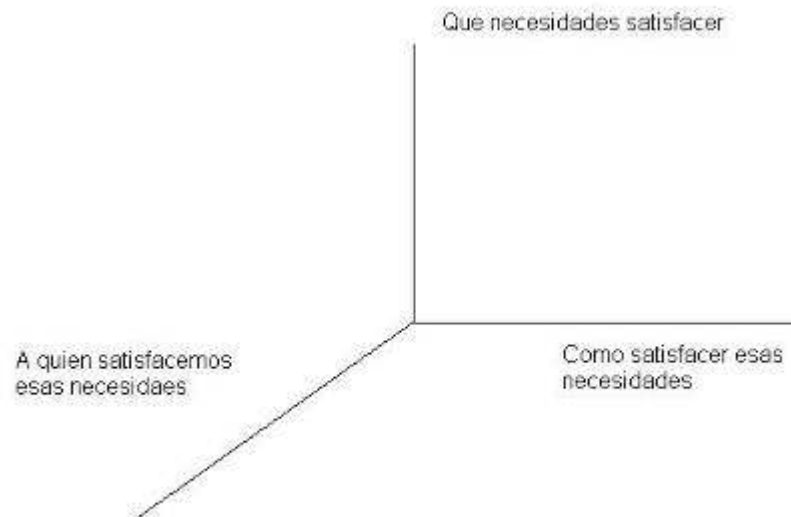 Que necesidades satisfacer
A quien satisfacemos
esas necesidaes
Como satisfacer esas
necesidades